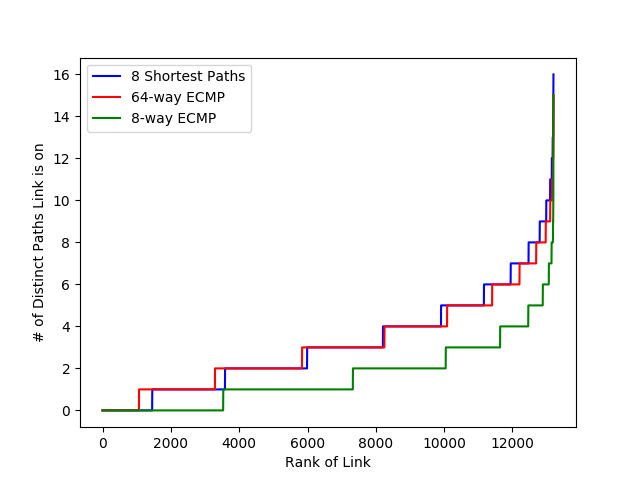 8 Shortest Paths
64-way ECMP
8-way ECMP
16
14
12
10
8
6
4
2
0
# of Distinct Paths Link is on
0 2000 4000 6000 8000 10000 12000
Rank of Link